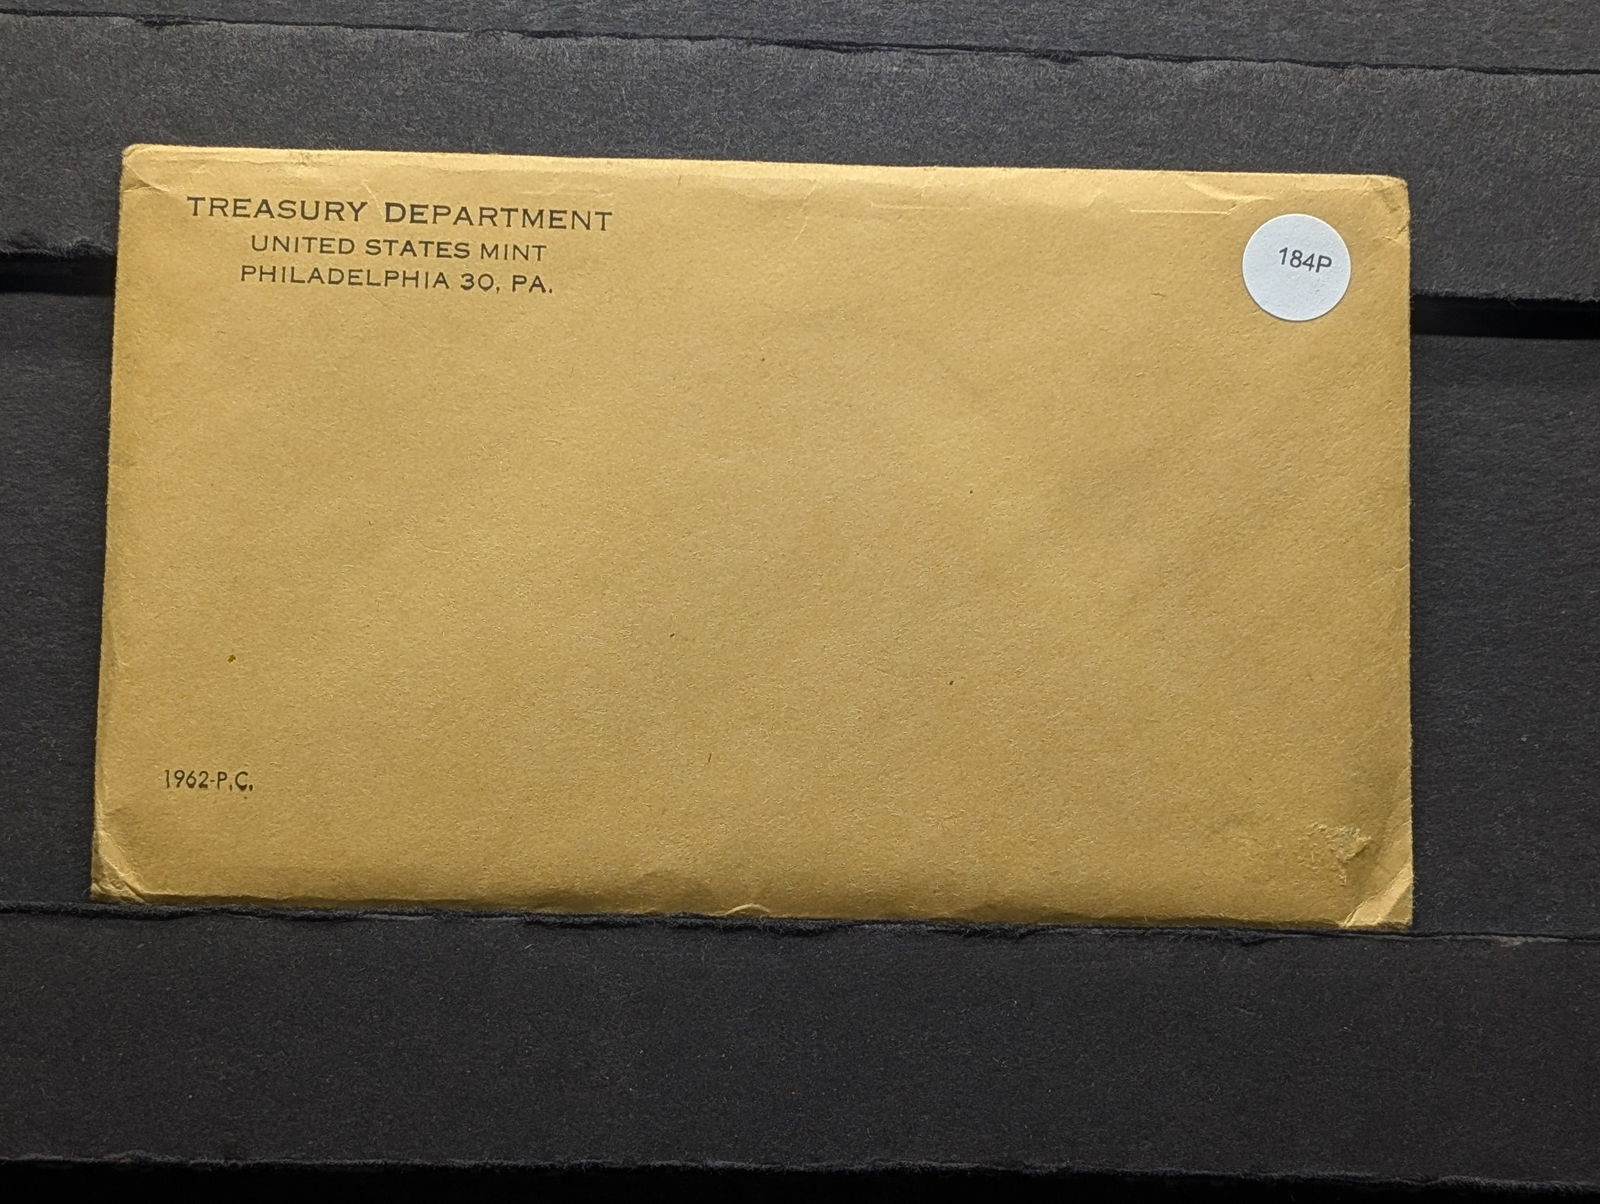 TREASURY DEPARTMENT
UNITED STATES MINT
PHILADELPHIA 30, PA.
184P
1962-P.C.